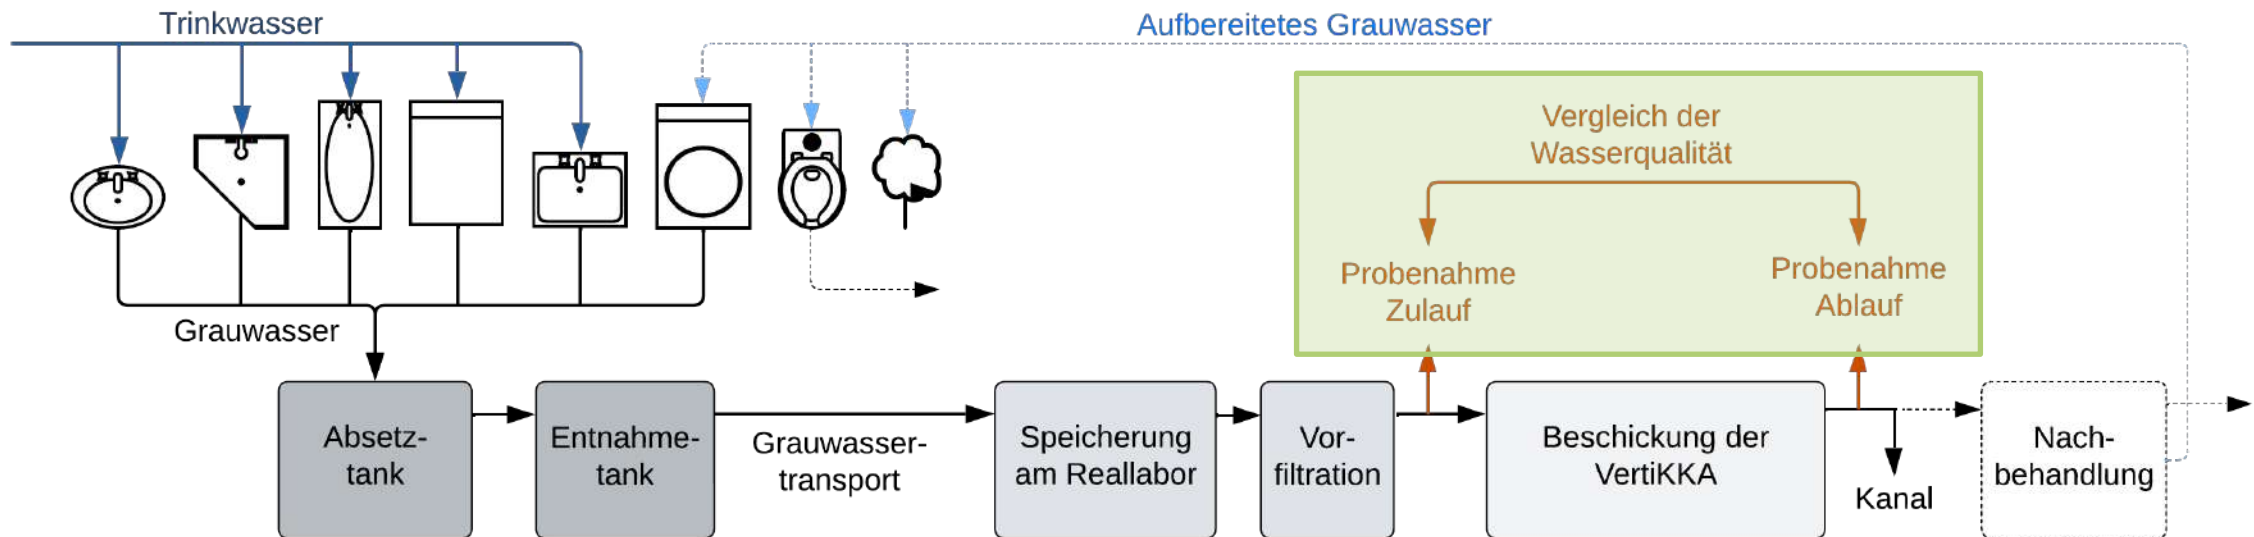 Trinkwasser
Aufbereitetes Grauwasser
Vergleich der
Wasserqualität
Probenahme
Zulauf
Probenahme
Ablauf
Grauwasser
Absetz-
tank
Entnahme-
tank
Grauwasser-
transport
Speicherung
am Reallabor
Vor-
filtration
Beschickung der
VertiKKA
Kanal
Nach-
behandlung